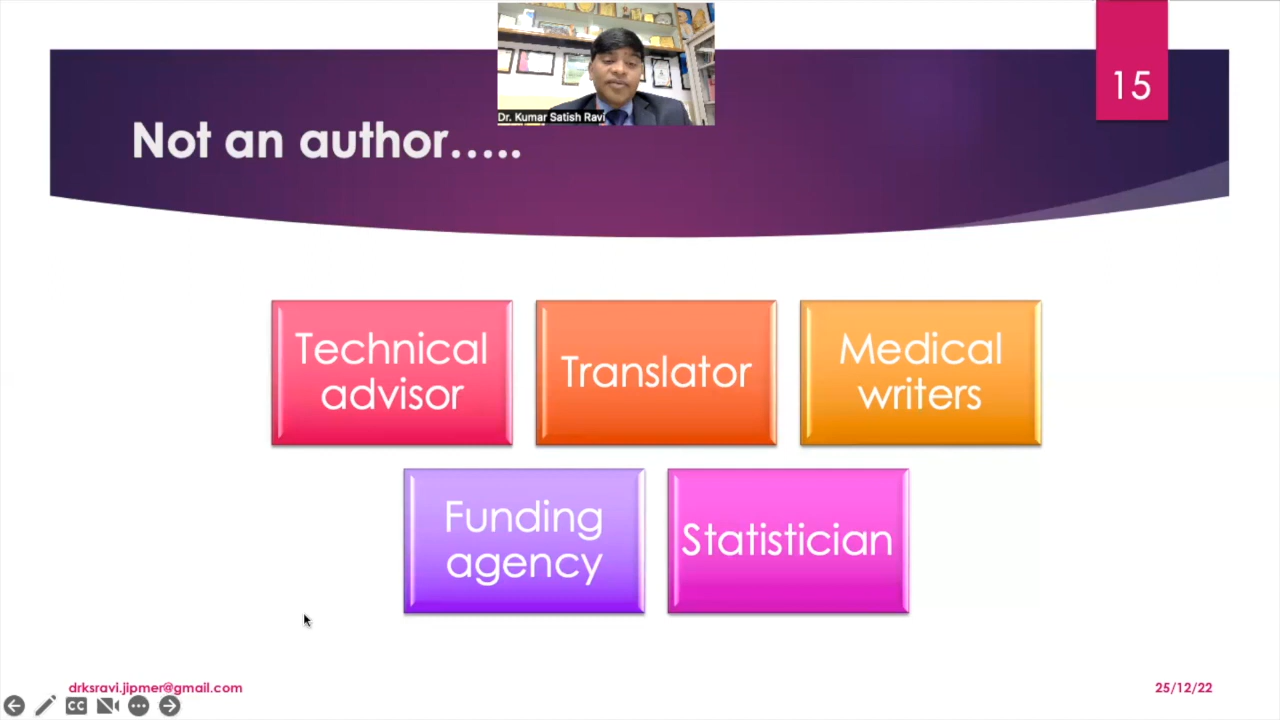 Dr. Kumar Satish Ravi
15
Not an author.....
Technical
advisor
Translator
Medical
writers
Funding
agency
Statistician
drksravi.jipmer@gmail.com
25/12/22
CC